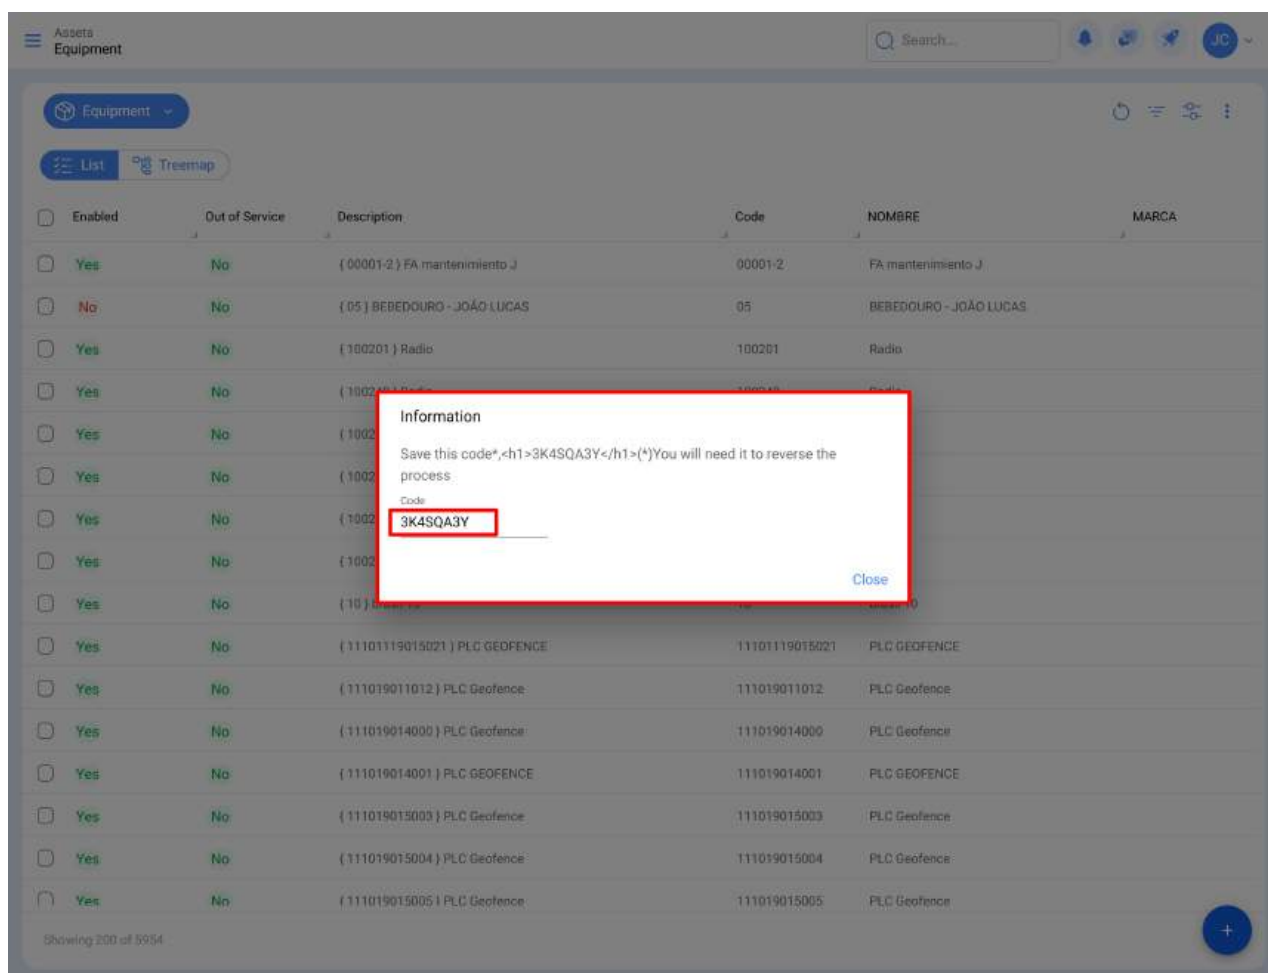 Assets
Equipment
Search...
JC
Equipment
List
Treemap
Enabled Out of Service Description Code NOMBRE MARCA
Yes No { 00001-2 } FA mantenimiento J 00001-2 FA mantenimiento J
No No { 05 } BEBEDOURO - JOÃO LUCAS 05 BEBEDOURO - JOÃO LUCAS
Yes No { 100201 } Radio 100201 Radio
Yes No
Yes No
Yes No
Yes No
Yes No
Yes No
Information
Save this code*,<h1>3K4SQA3Y</h1>(*)You will need it to reverse the
process
Code
3K4SQA3Y
Close
Yes No { 11101119015021 } PLC GEOFENCE 11101119015021 PLC GEOFENCE
Yes No { 111019011012 } PLC Geofence 111019011012 PLC Geofence
Yes No { 111019014000 } PLC Geofence 111019014000 PLC Geofence
Yes No { 111019014001 } PLC GEOFENCE 111019014001 PLC GEOFENCE
Yes No { 111019015003 } PLC Geofence 111019015003 PLC Geofence
Yes No { 111019015004 } PLC Geofence 111019015004 PLC Geofence
Yes No { 111019015005 } PLC Geofence 111019015005 PLC Geofence
Showing 200 of 5954